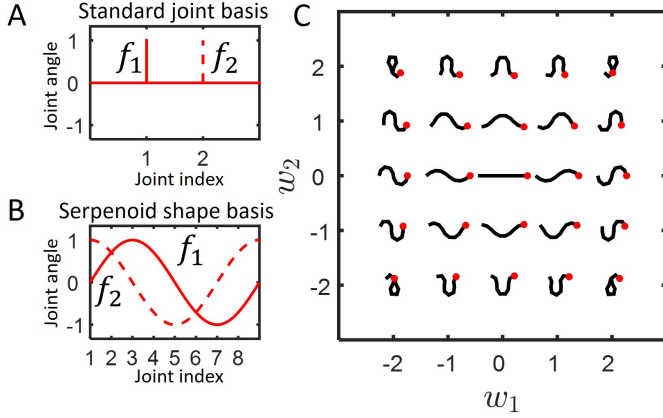 A
Standard joint basis
Joint angle
1
0
-1
f₁
f₂
1
2
Joint index
B
Serpenoid shape basis
Joint angle
1
0
-1
f₁
f₂
1 2 3 4 5 6 7 8
Joint index
C
w₂
2
1
0
-1
-2
-2 -1 0 1 2
w₁